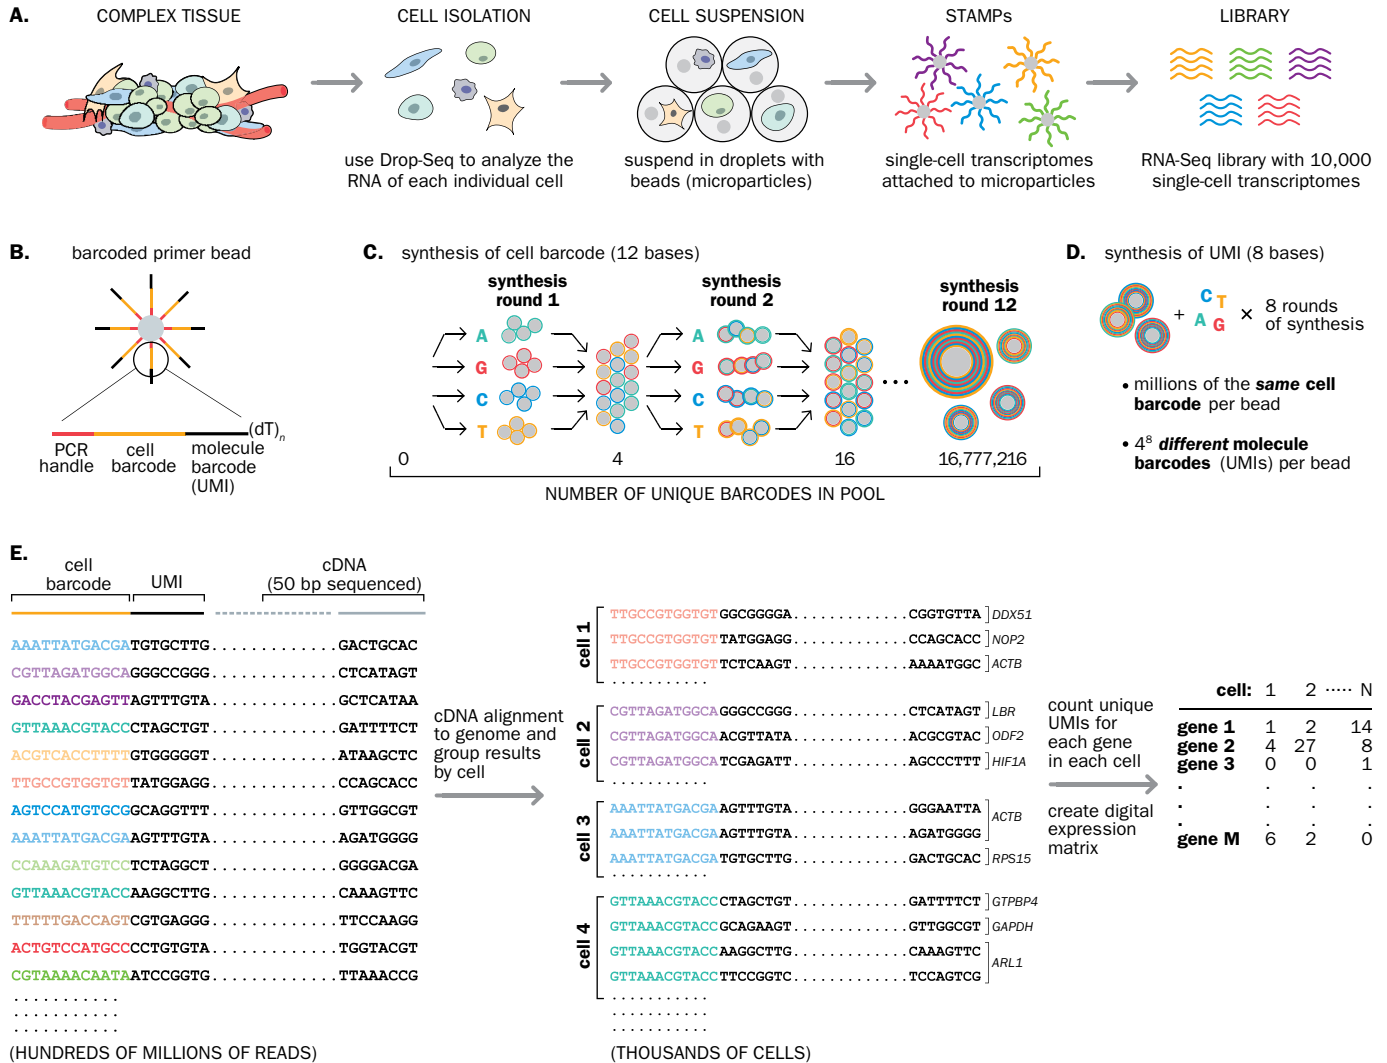 A.
COMPLEX TISSUE
CELL ISOLATION
CELL SUSPENSION
STAMPs
LIBRARY
use Drop-Seq to analyze the
RNA of each individual cell
suspend in droplets with
beads (microparticles)
single-cell transcriptomes
attached to microparticles
RNA-Seq library with 10,000
single-cell transcriptomes
B.
barcoded primer bead
(dT)n
PCR
handle
cell
barcode
molecule
barcode
(UMI)
C.
synthesis of cell barcode (12 bases)
synthesis
round 1
synthesis
round 2
synthesis
round 12
A
G
C
T
A
G
C
T
...
0 4 16 16,777,216
NUMBER OF UNIQUE BARCODES IN POOL
D.
synthesis of UMI (8 bases)
+
C T
A G
×
8 rounds
of synthesis
• millions of the same cell
barcode per bead
• 4⁸ different molecule
barcodes (UMIs) per bead
E.
cell
barcode
UMI
cDNA
(50 bp sequenced)
AAATTATGACGATGTGCTTG.............GACTGCAC
CGTTAGATGGCAGGGCCGGG.............CTCATAGT
GACCTACGAGTTAGTTTGTA.............GCTCATAA
GTTAAACGTACCCTAGCTGT.............GATTTTCT
ACGTCACCTTTTGTGGGGGT.............ATAAGCTC
TTGCCGTGGTGTTATGGAGG.............CCAGCACC
AGTCCATGTGCGGCAGGTTT.............GTTGGCGT
AAATTATGACGAAGTTTGTA.............AGATGGGG
CCAAAGATGTCCTCTAGGCT.............GGGGACGA
GTTAAACGTACCAAGGCTTG.............CAAAGTTC
TTTTTGACCAGTCGTGAGGG.............TTCCAAGG
ACTGTCCATGCCCCTGTGTA.............TGGTACGT
CGTAAAACAATAATCCGGTG.............TTAAACCG
...........
...........
...........
(HUNDREDS OF MILLIONS OF READS)
cDNA alignment
to genome and
group results
by cell
cell 1
TTGCCGTGGTGTGGCGGGGA.............CGGTGTTA DDX51
TTGCCGTGGTGTTATGGAGG.............CCAGCACC NOP2
TTGCCGTGGTGTTCTCAAGT.............AAAATGGC ACTB
...........
cell 2
CGTTAGATGGCAGGGCCGGG.............CTCATAGT LBR
CGTTAGATGGCAACGTTATA.............ACGCGTAC ODF2
CGTTAGATGGCATCGAGATT.............AGCCCTTT HIF1A
...........
cell 3
AAATTATGACGAAGTTTGTA.............GGGAATTA
ACTB
AAATTATGACGAAGTTTGTA.............AGATGGGG
AAATTATGACGATGTGCTTG.............GACTGCAC RPS15
...........
cell 4
GTTAAACGTACCCTAGCTGT.............GATTTTCT GTPBP4
GTTAAACGTACCGCAGAAGT.............GTTGGCGT GAPDH
GTTAAACGTACCAAGGCTTG.............CAAAGTTC
ARL1
GTTAAACGTACCTTCCGGTC.............TCCAGTCG
...........
...........
...........
(THOUSANDS OF CELLS)
count unique
UMIs for
each gene
in each cell
create digital
expression
matrix
cell: 1 2 ····· N
gene 1 1 2 14
gene 2 4 27 8
gene 3 0 0 1
. . . .
. . . .
. . . .
gene M 6 2 0